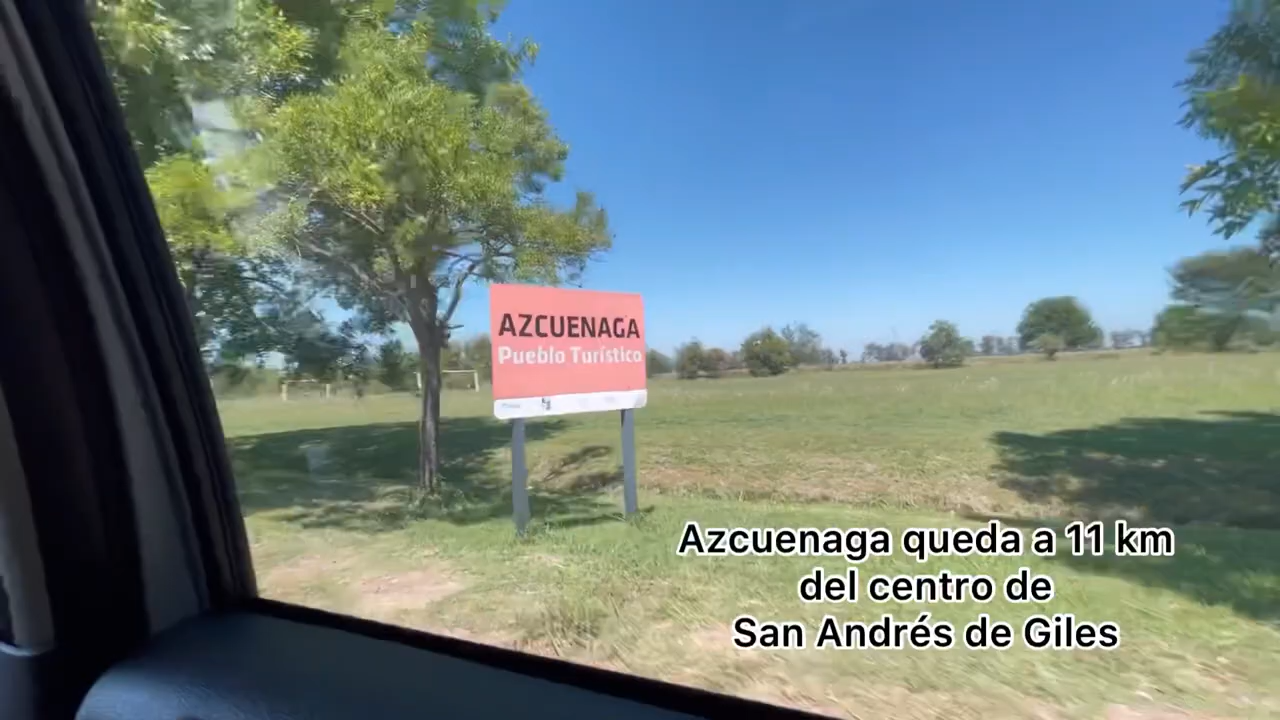 AZCUENAGA
Pueblo Turístico
Azcuenaga queda a 11 km
del centro de
San Andrés de Giles